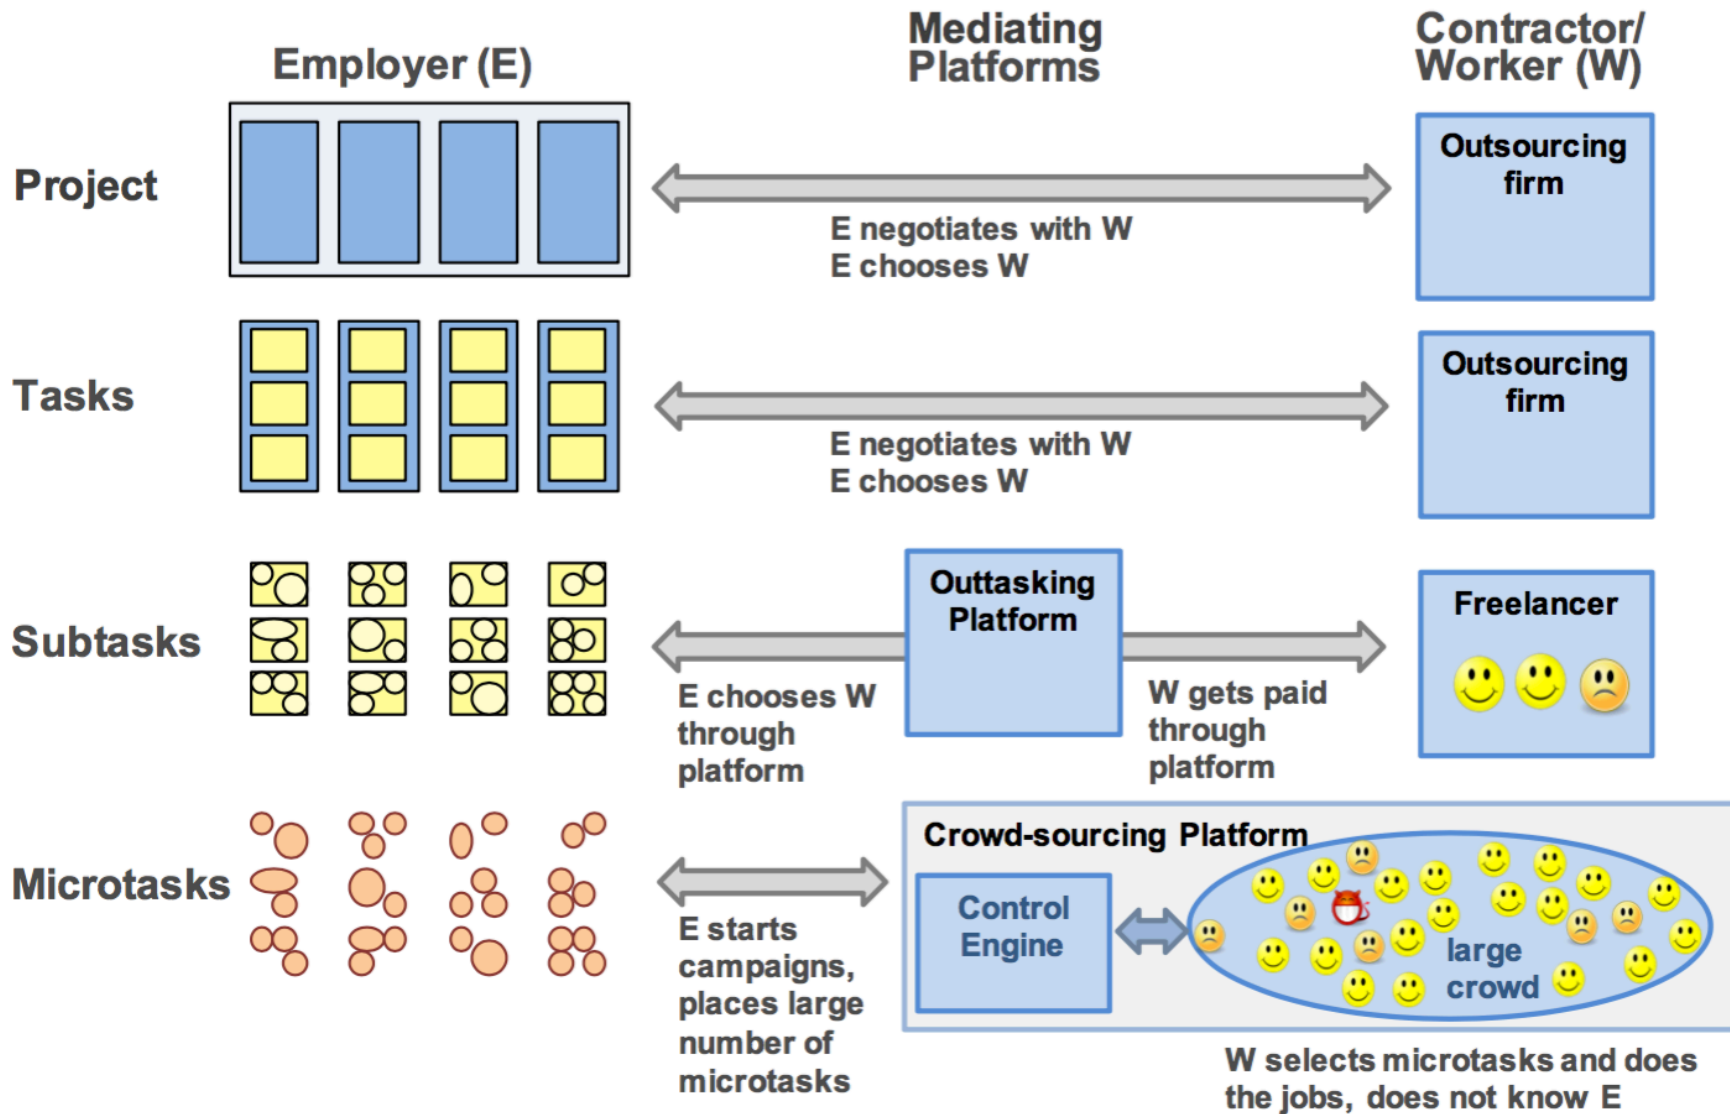 Employer (E)
Mediating
Platforms
Contractor/
Worker (W)
Project
E negotiates with W
E chooses W
Outsourcing
firm
Tasks
E negotiates with W
E chooses W
Outsourcing
firm
Subtasks
E chooses W
through
platform
Outtasking
Platform
W gets paid
through
platform
Freelancer
Microtasks
E starts
campaigns,
places large
number of
microtasks
Crowd-sourcing Platform
Control
Engine
large
crowd
W selects microtasks and does
the jobs, does not know E